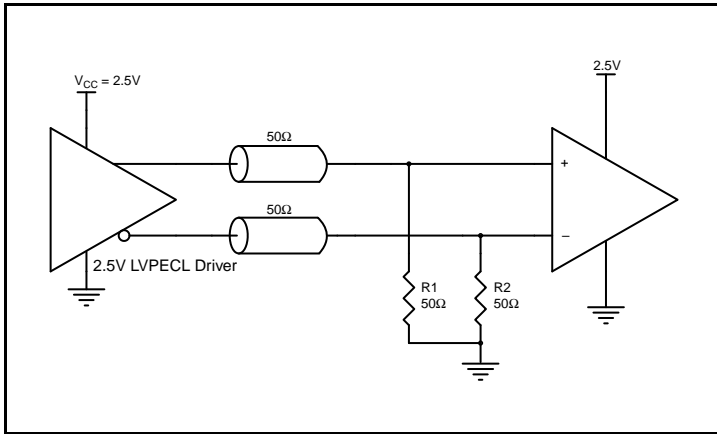 V_CC = 2.5V
2.5V
50Ω
+
50Ω
−
2.5V LVPECL Driver
R1
50Ω
R2
50Ω